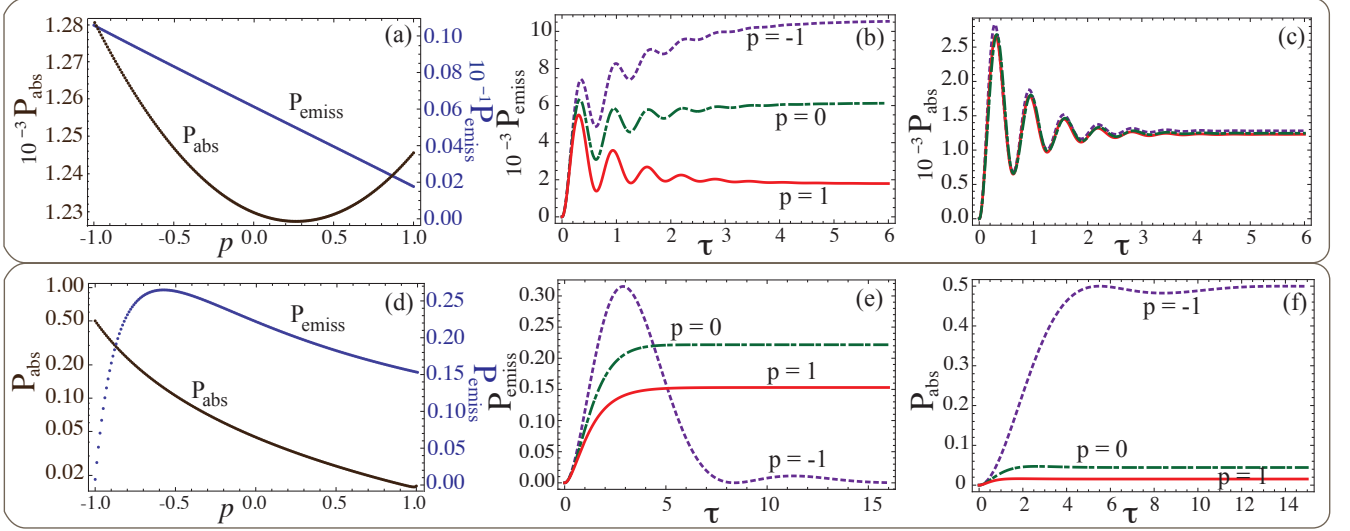 1.28
1.28
1.27
1.26
1.25
1.24
1.23
10⁻³ P_abs
(a)
P_emiss
P_abs
0.10
0.08
0.06
0.04
0.02
0.00
10⁻¹P_emiss
-1.0 -0.5 0.0 0.5 1.0
p
10
8
6
4
2
0
10⁻³ P_emiss
(b)
p = -1
p = 0
p = 1
0 1 2 3 4 5 6
τ
2.5
2.0
1.5
1.0
0.5
0.0
10⁻³ P_abs
(c)
0 1 2 3 4 5 6
τ
1.00
0.50
0.20
0.10
0.05
0.02
P_abs
(d)
P_emiss
P_abs
0.25
0.20
0.15
0.10
0.05
0.00
P_emiss
-1.0 -0.5 0.0 0.5 1.0
p
0.30
0.25
0.20
0.15
0.10
0.05
0.00
P_emiss
(e)
p = 0
p = 1
p = -1
0 5 10 15
τ
0.5
0.4
0.3
0.2
0.1
0
P_abs
(f)
p = -1
p = 0
p = 1
0 2 4 6 8 10 12 14
τ